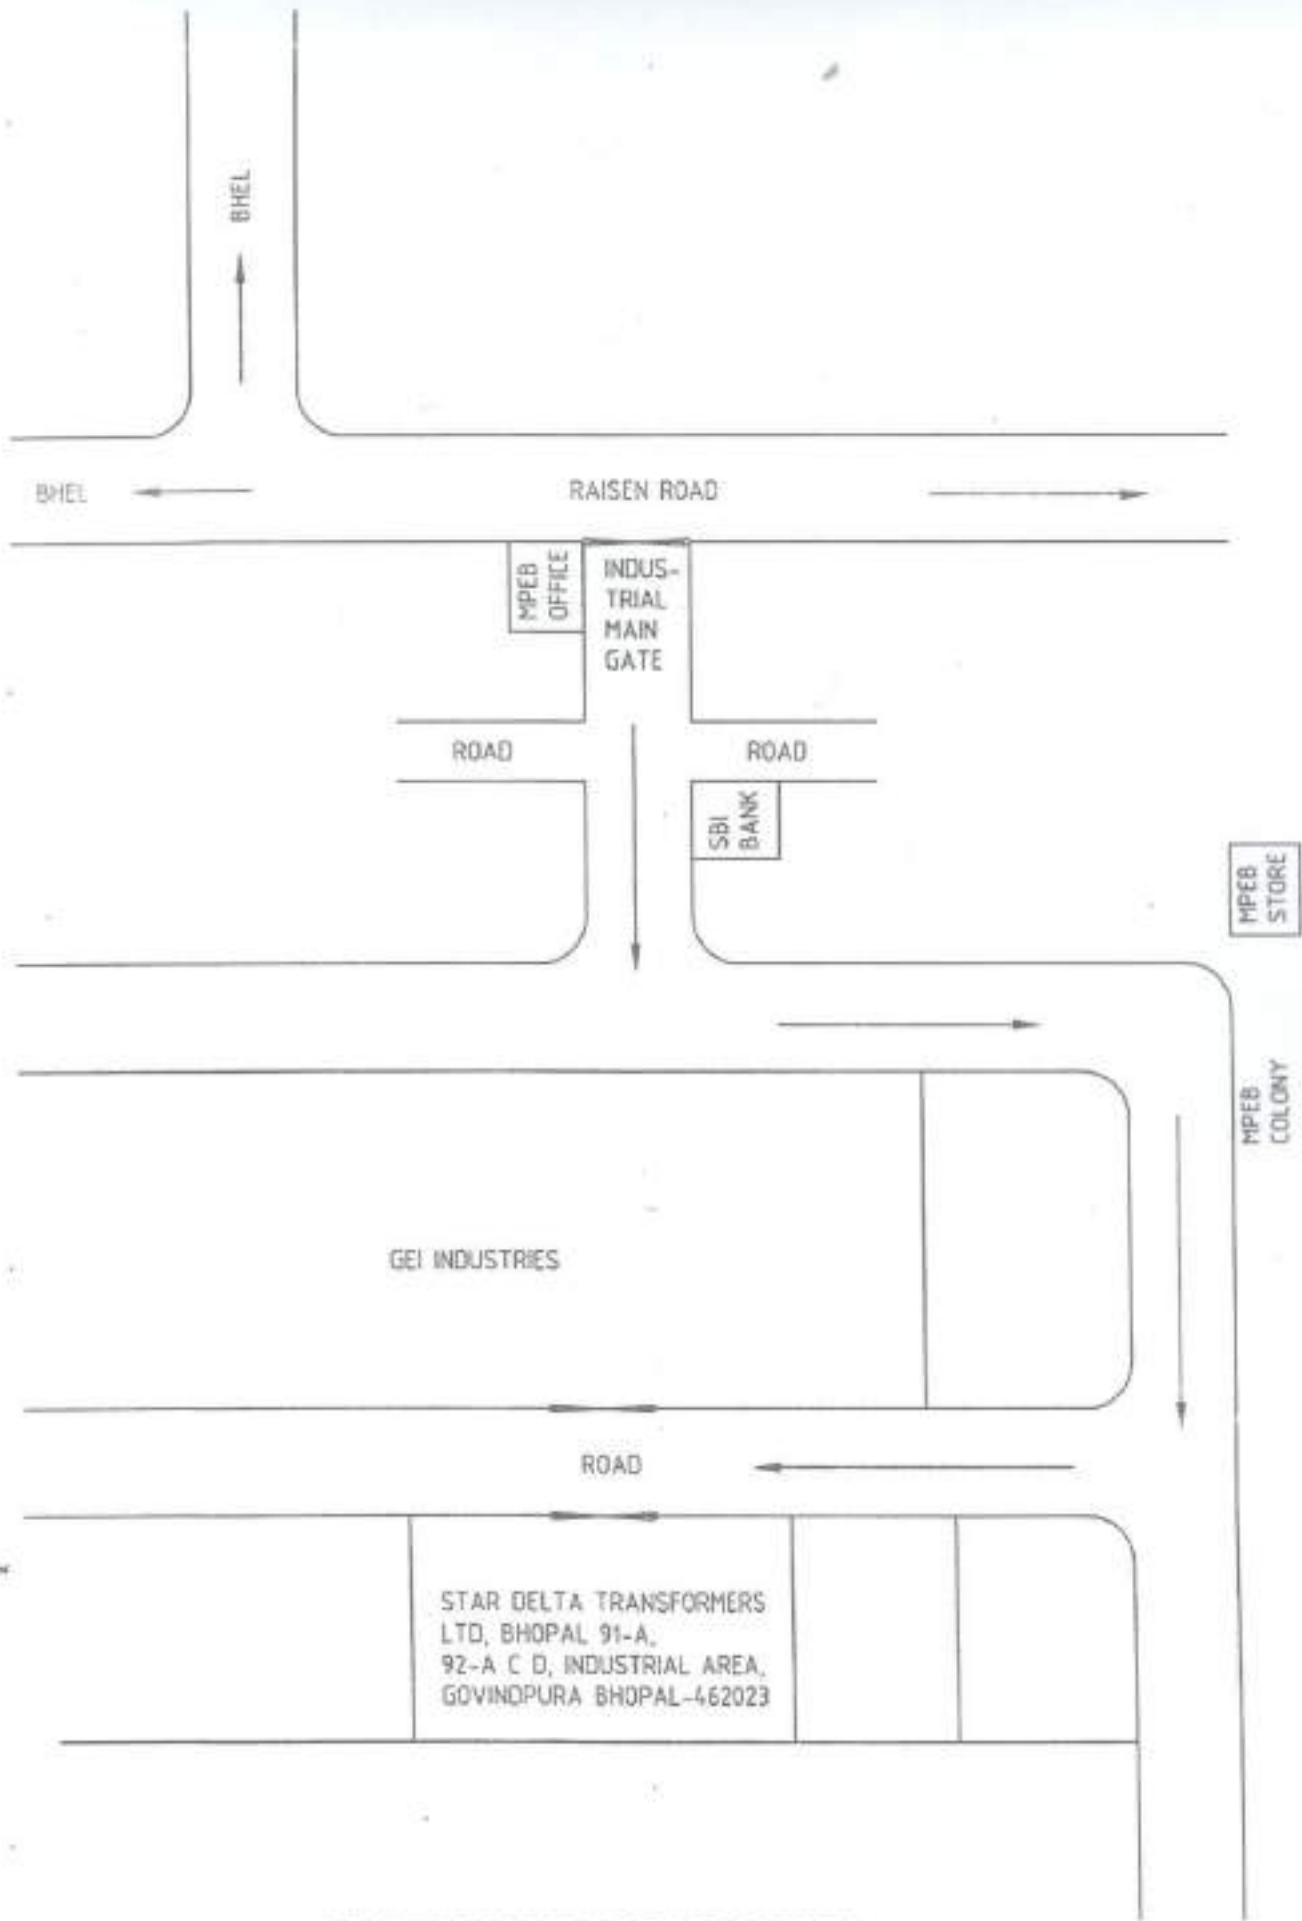 BHEL
BHEL
RAISEN ROAD
MPEB
OFFICE
INDUS-
TRIAL
MAIN
GATE
ROAD
ROAD
SBI
BANK
MPEB
STORE
MPEB
COLONY
GEI INDUSTRIES
ROAD
STAR DELTA TRANSFORMERS
LTD, BHOPAL 91-A,
92-A C D, INDUSTRIAL AREA,
GOVINDPURA BHOPAL-462023